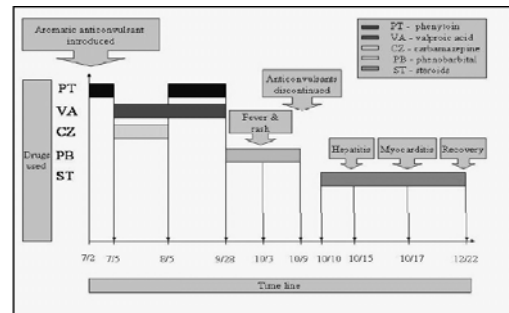 Aromatic anticonvulsant
introduced
PT - phenytoin
VA - valproic acid
CZ - carbamazepine
PB - phenobarbital
ST - steroids
Anticonvulsants
discontinued
Fever &
rash
Hepatitis
Myocarditis
Recovery
Drugs
used
PT
VA
CZ
PB
ST
7/2
7/5
8/5
9/28
10/3
10/9
10/10
10/15
10/17
12/22
Time line